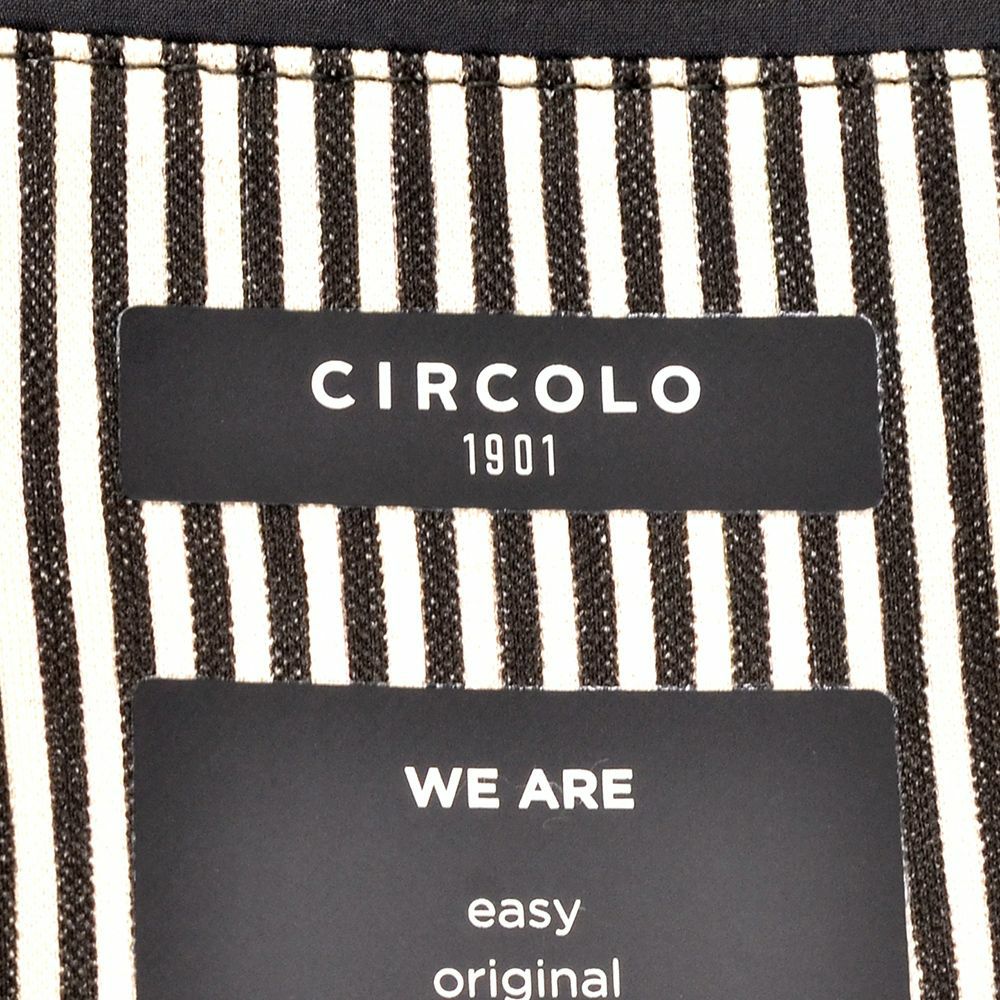 CIRCOLO
1901
WE ARE
easy
original